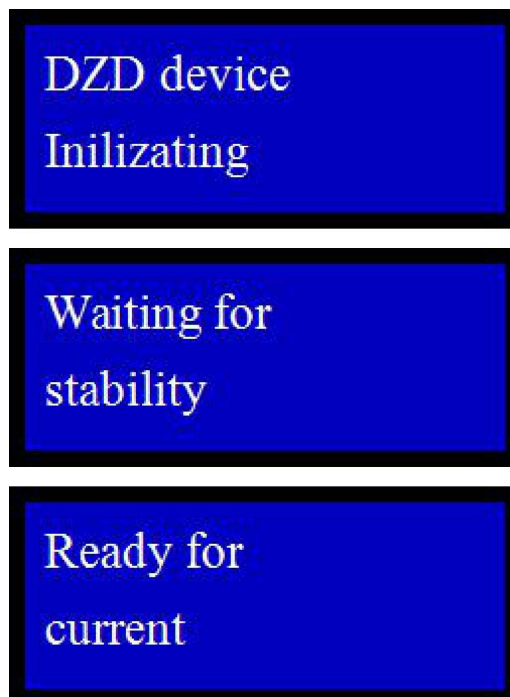 DZD device
Inilizating
Waiting for
stability
Ready for
current